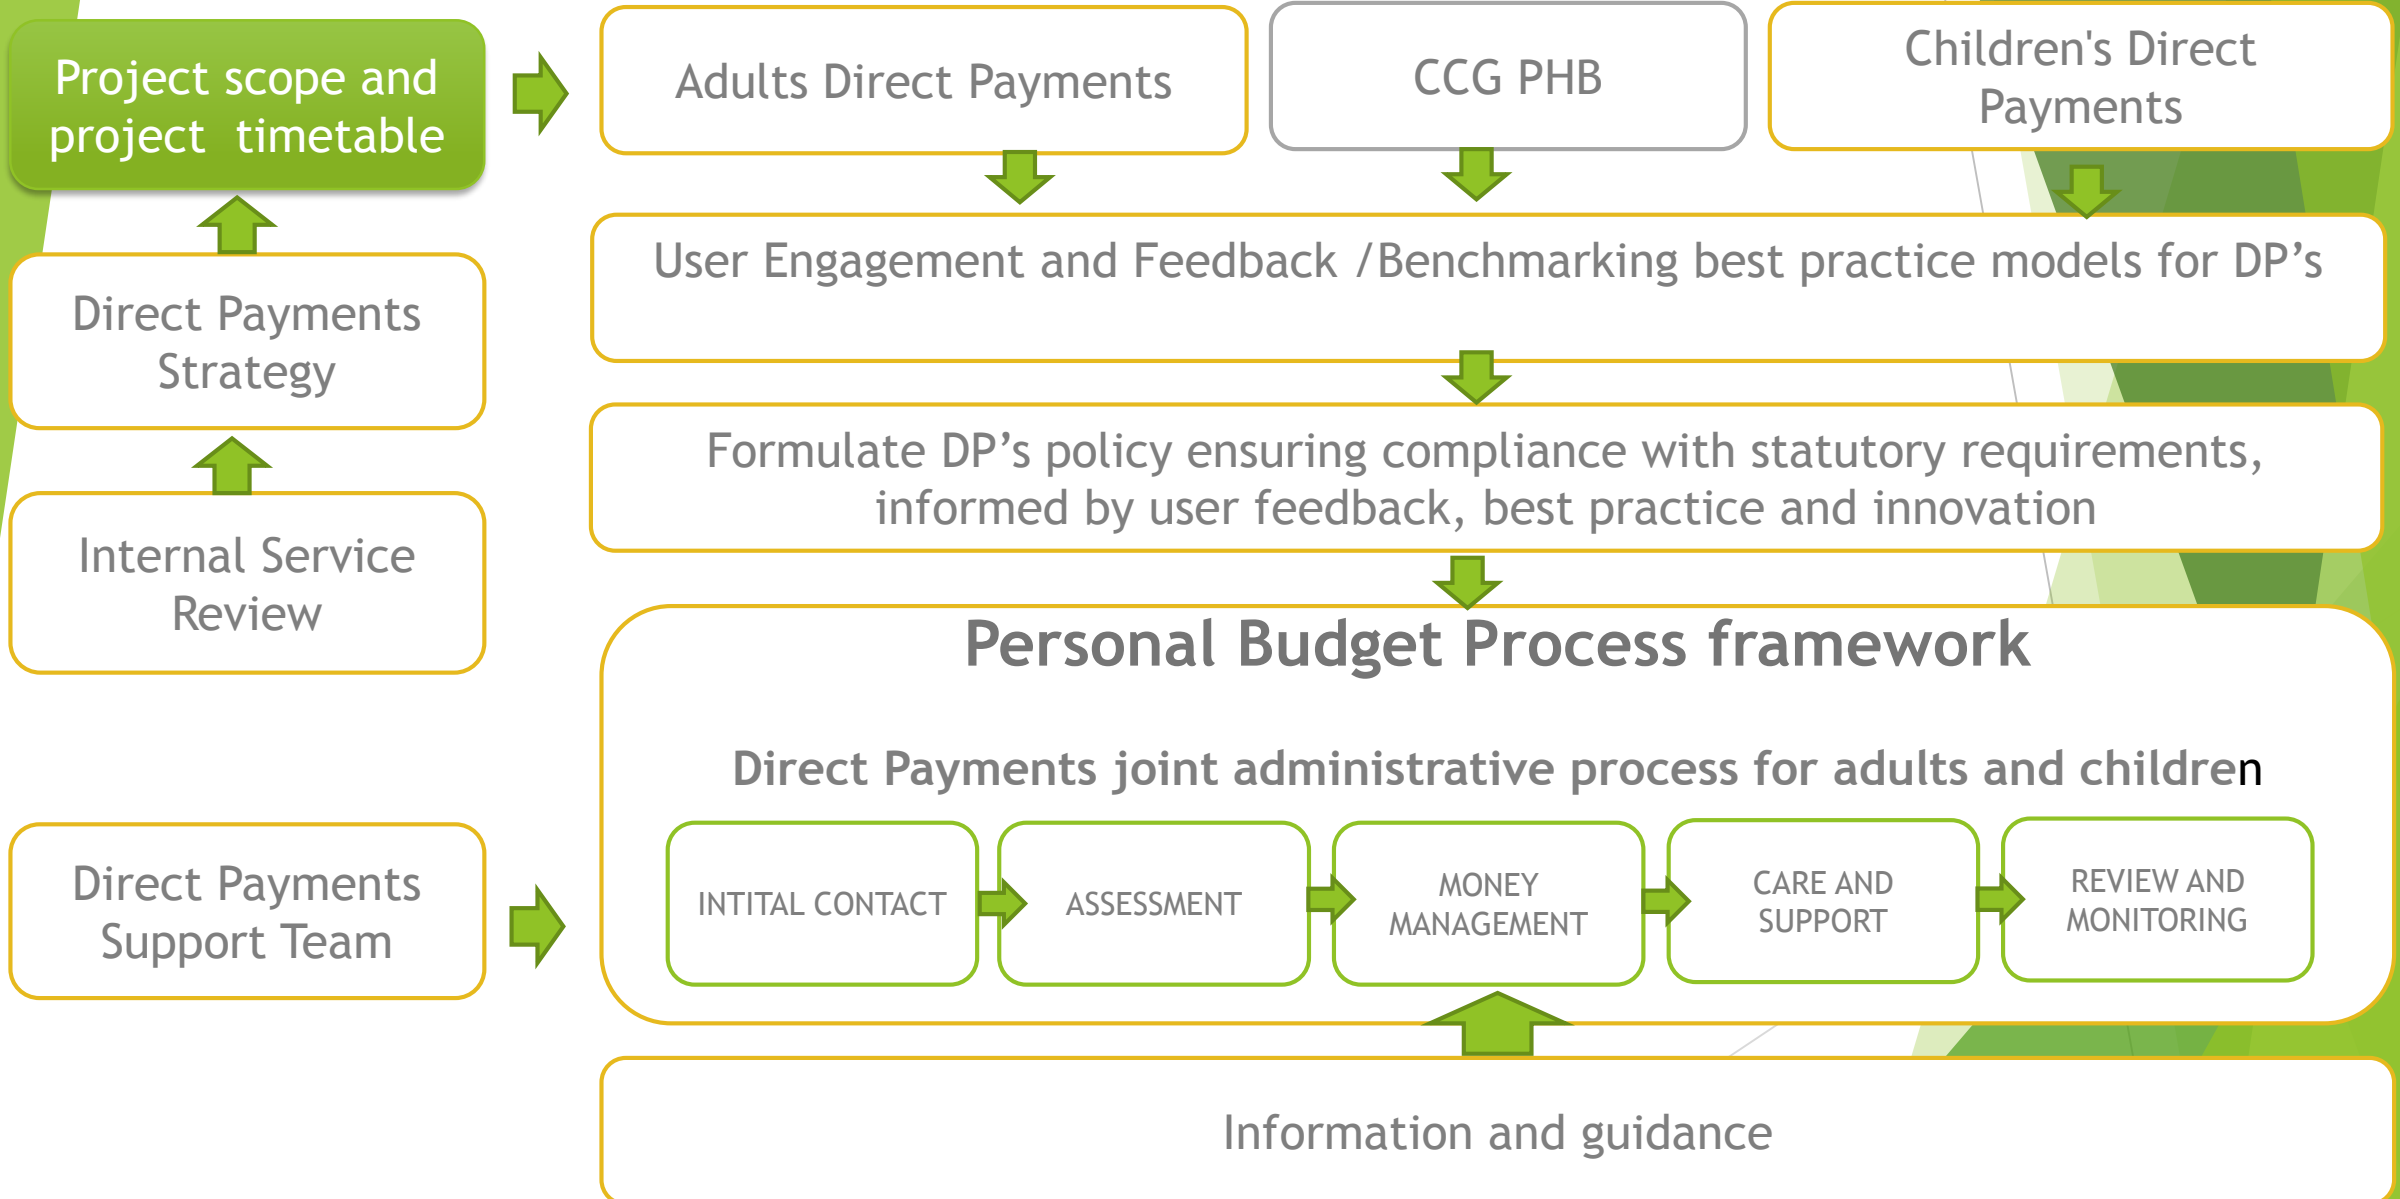 Project scope and
project timetable
Adults Direct Payments
CCG PHB
Children's Direct
Payments
User Engagement and Feedback /Benchmarking best practice models for DP’s
Direct Payments
Strategy
Formulate DP’s policy ensuring compliance with statutory requirements,
informed by user feedback, best practice and innovation
Internal Service
Review
Personal Budget Process framework
Direct Payments joint administrative process for adults and children
Direct Payments
Support Team
INTITAL CONTACT
ASSESSMENT
MONEY
MANAGEMENT
CARE AND
SUPPORT
REVIEW AND
MONITORING
Information and guidance